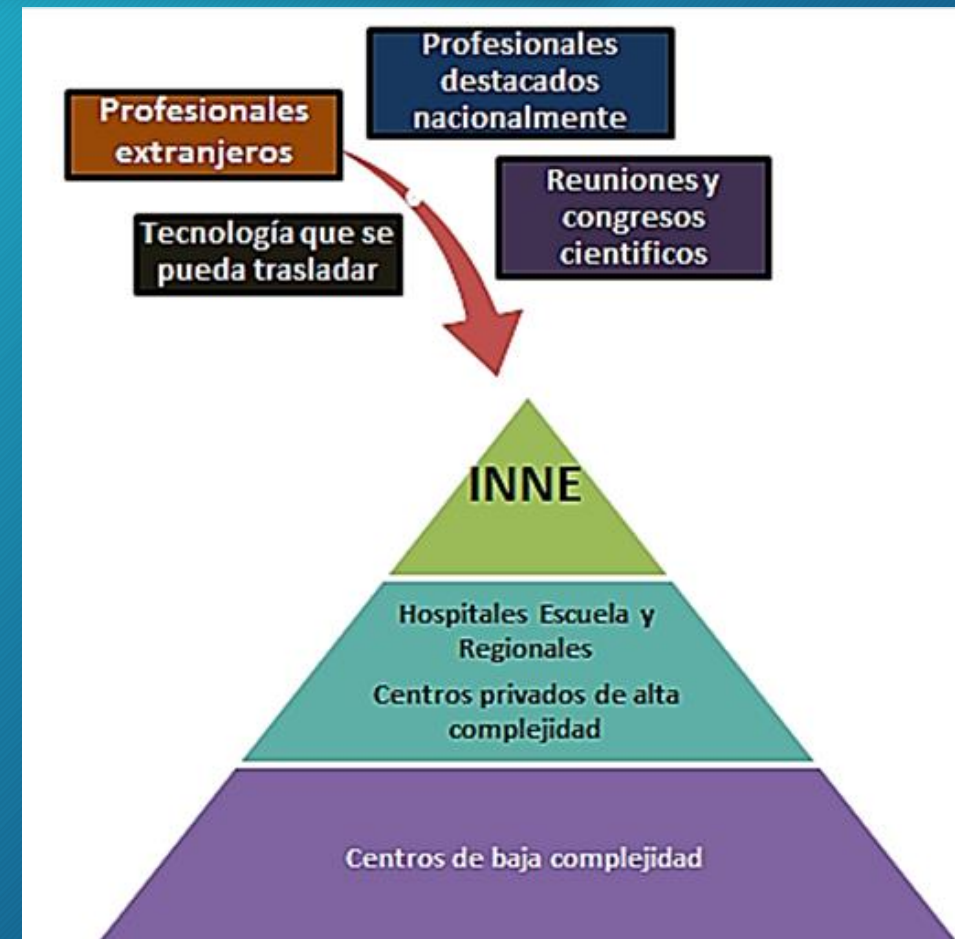 Profesionales
destacados
nacionalmente
Profesionales
extranjeros
Reuniones y
congresos
cientificos
Tecnología que se
pueda trasladar
INNE
Hospitales Escuela y
Regionales
Centros privados de alta
complejidad
Centros de baja complejidad